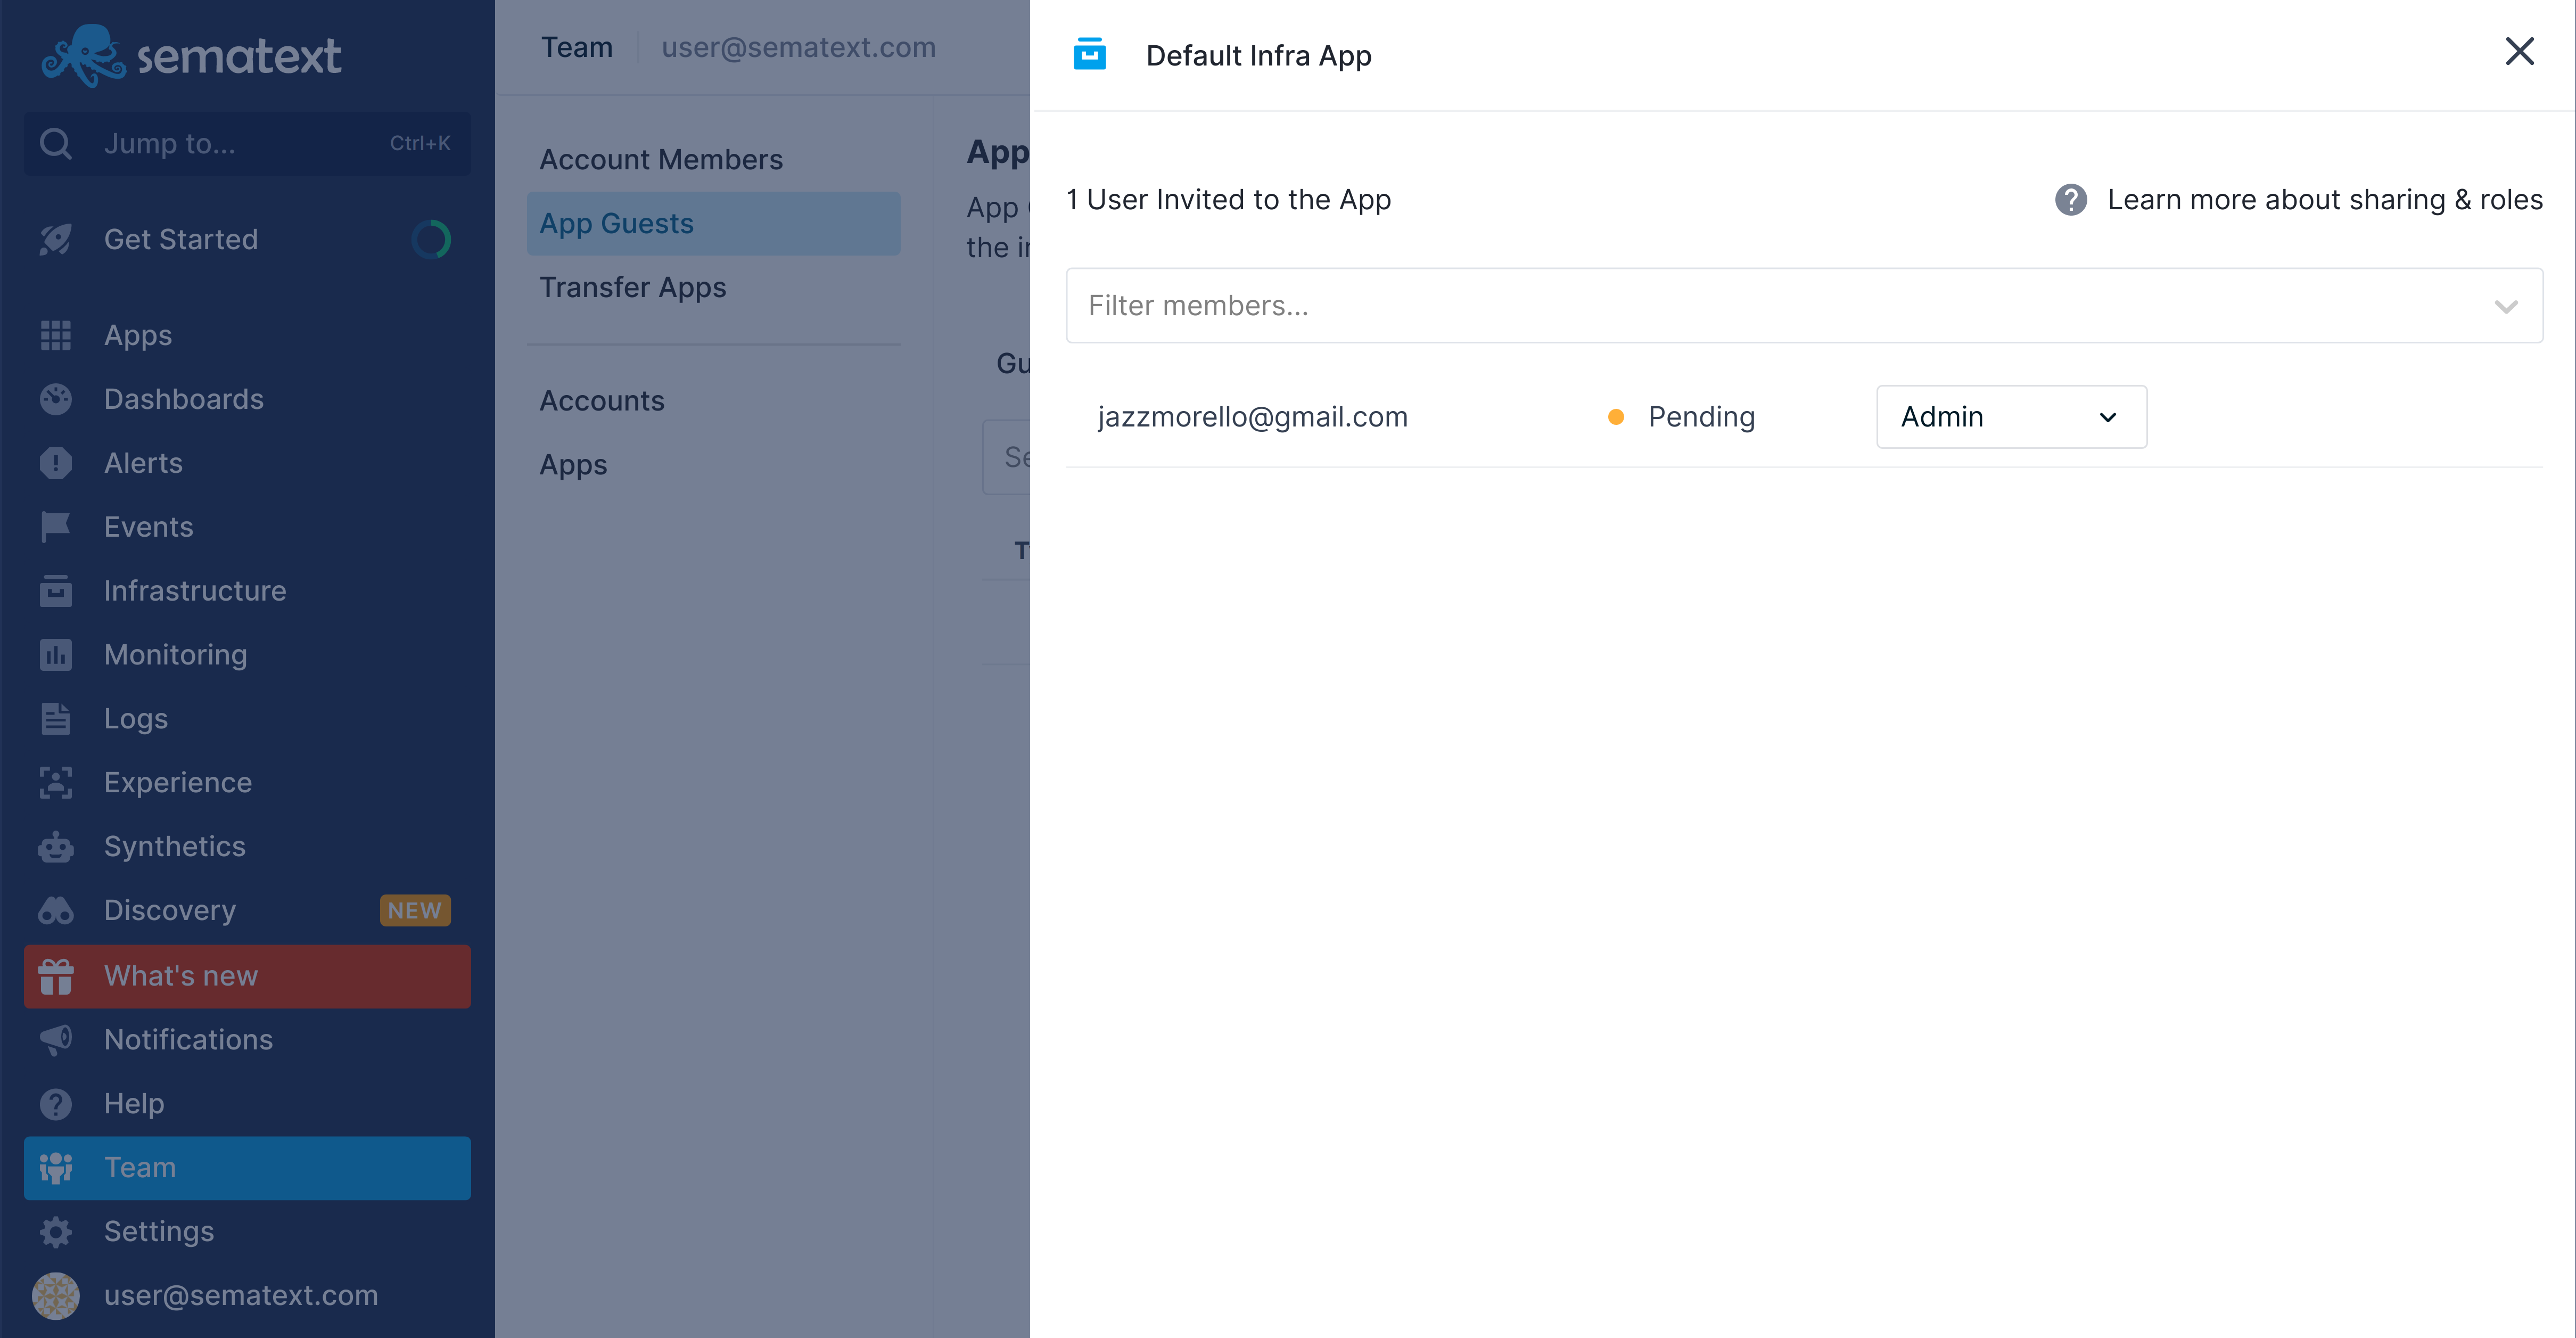 sematext
Jump to... Ctrl+K
Get Started
Apps
Dashboards
Alerts
Events
Infrastructure
Monitoring
Logs
Experience
Synthetics
Discovery NEW
What's new
Notifications
Help
Team
Settings
user@sematext.com
Team user@sematext.com
Account Members
App Guests
Transfer Apps
Accounts
Apps
App
App
the
Default Infra App
1 User Invited to the App
Learn more about sharing & roles
Filter members...
jazzmorello@gmail.com Pending Admin